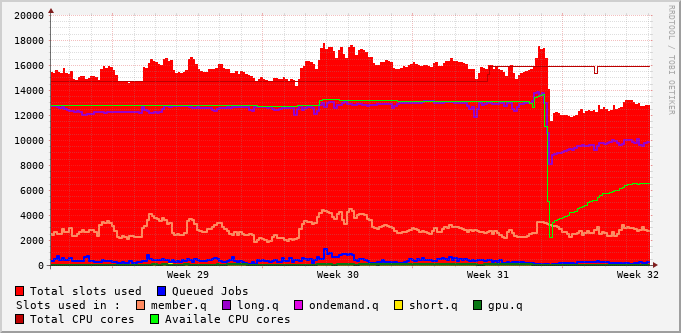 RRDTOOL / TOBI OETIKER
20000
18000
16000
14000
12000
10000
8000
6000
4000
2000
0
Week 29 Week 30 Week 31 Week 32
Total slots used Queued Jobs
Slots used in : member.q long.q ondemand.q short.q gpu.q
Total CPU cores Availale CPU cores